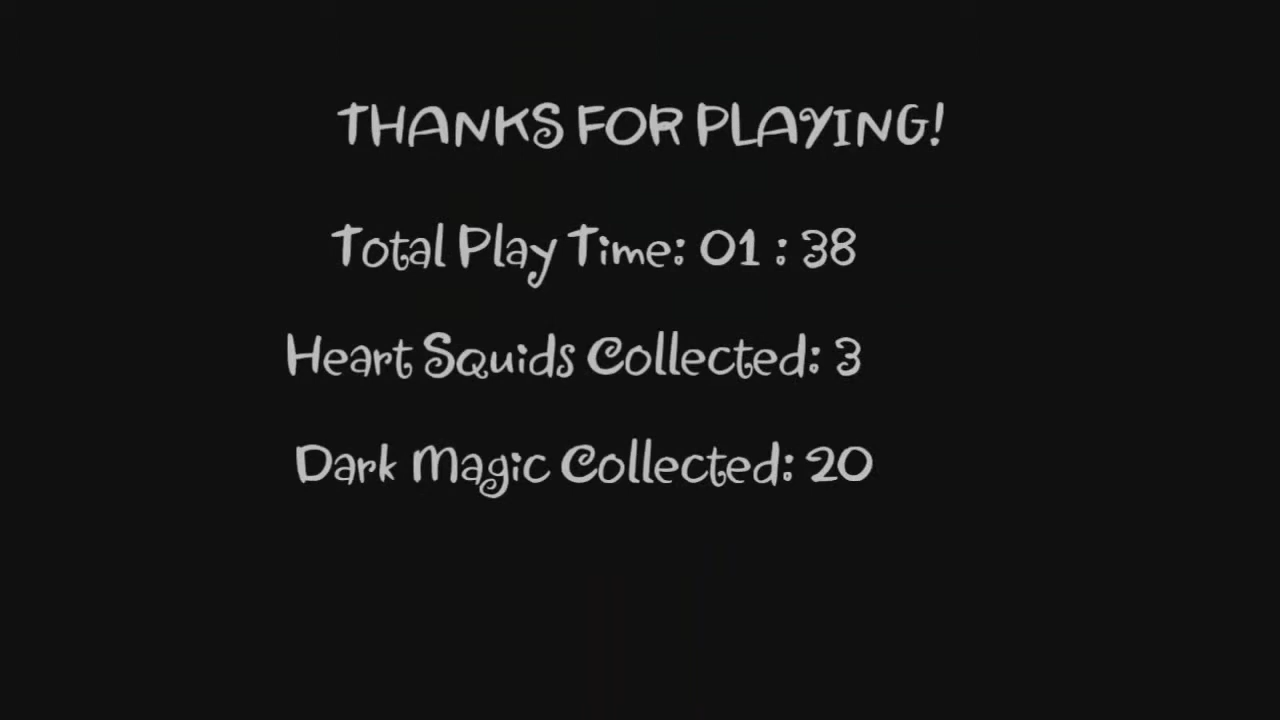 THANKS FOR PLAYING!
Total Play Time: 01 : 38
Heart Squids Collected: 3
Dark Magic Collected: 20